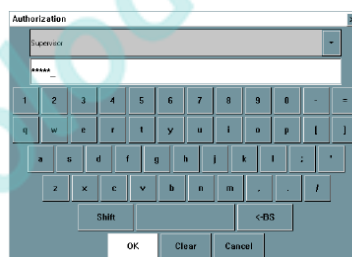 Authorization
Supervisor
*****_
1 2 3 4 5 6 7 8 9 0 - =
q w e r t y u i o p [ ]
a s d f g h j k l ; '
z x c v b n m , . /
Shift <-BS
OK Clear Cancel